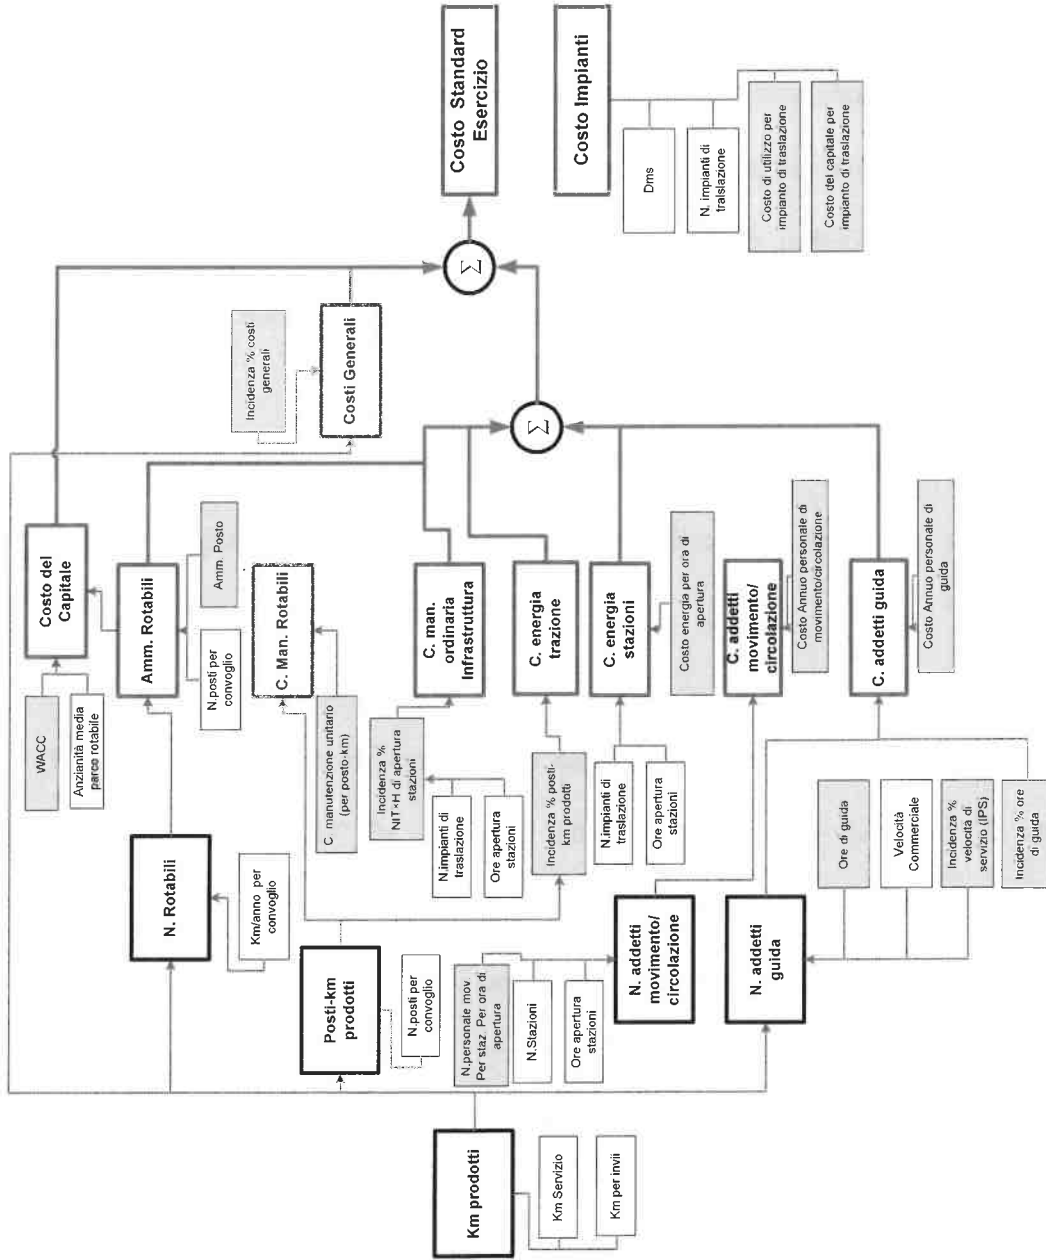 Km prodotti
Km Servizio
Km per invii
N. Rotabili
Km/anno per
convoglio
Posti-km
prodotti
N.posti per
convoglio
N.personale mov.
Per staz. Per ora di
apertura
N.Stazioni
Ore apertura
stazioni
N. addetti
movimento/
circolazione
N. addetti
guida
Ore di guida
Velocità
Commerciale
Incidenza %
velocità di
servizio (IPS)
Incidenza % ore
di guida
WACC
Anzianità media
parco rotabile
Costo del
Capitale
Amm. Rotabili
N.posti per
convoglio
Amm. Posto
C. Man. Rotabili
C. manutenzione unitario
(per posto-km)
Incidenza %
NIT×H di apertura
stazioni
N.impianti di
traslazione
Ore apertura
stazioni
C. man.
ordinaria
Infrastruttura
Incidenza % posti-
km prodotti
C. energia
trazione
N.impianti di
traslazione
Ore apertura
stazioni
C. energia
stazioni
Costo energia per ora di
apertura
C. addetti
movimento/
circolazione
Costo Annuo personale di
movimento/circolazione
C. addetti guida
Costo Annuo personale di
guida
Incidenza % costi
generali
Costi Generali
Σ
Σ
Costo Standard
Esercizio
Costo Impianti
Dms
N. impianti di
tralslazione
Costo di utilizzo per
impianto di traslazione
Costo del capitale per
impianto di traslazione